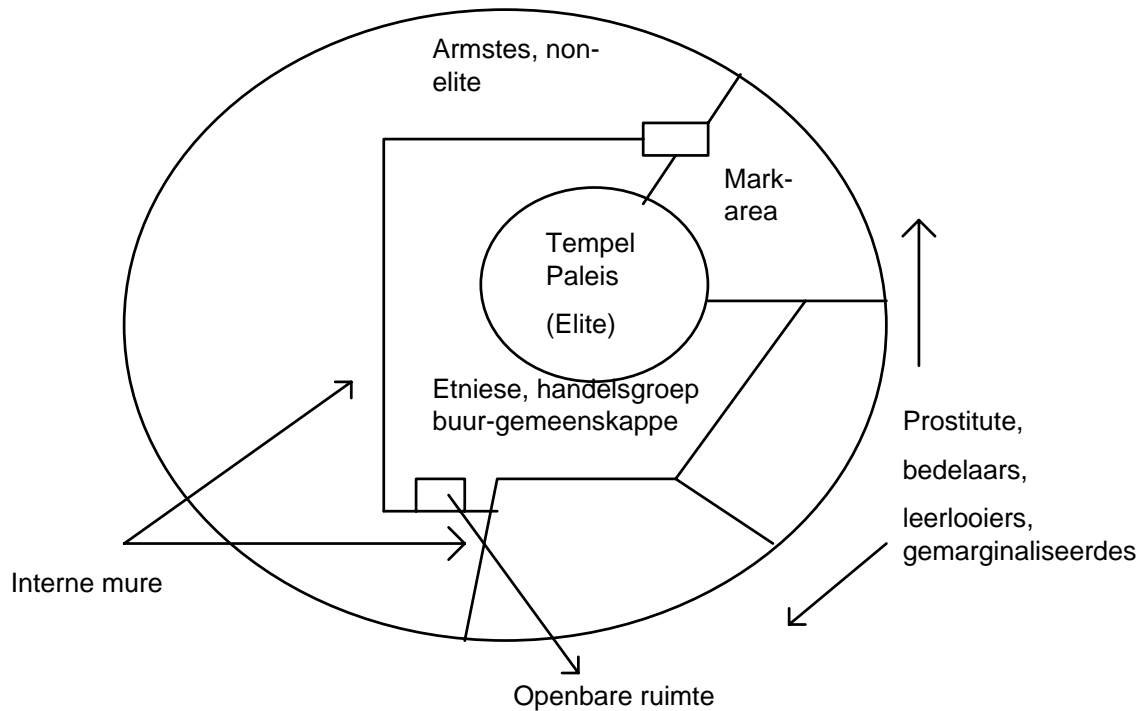 Armstes, non-
elite
Mark-
area
Tempel
Paleis
(Elite)
Etniese, handelsgroep
buur-gemeenskappe
Prostitute,
bedelaars,
leerlooiers,
gemarginaliseerdes
Interne mure
Openbare ruimte